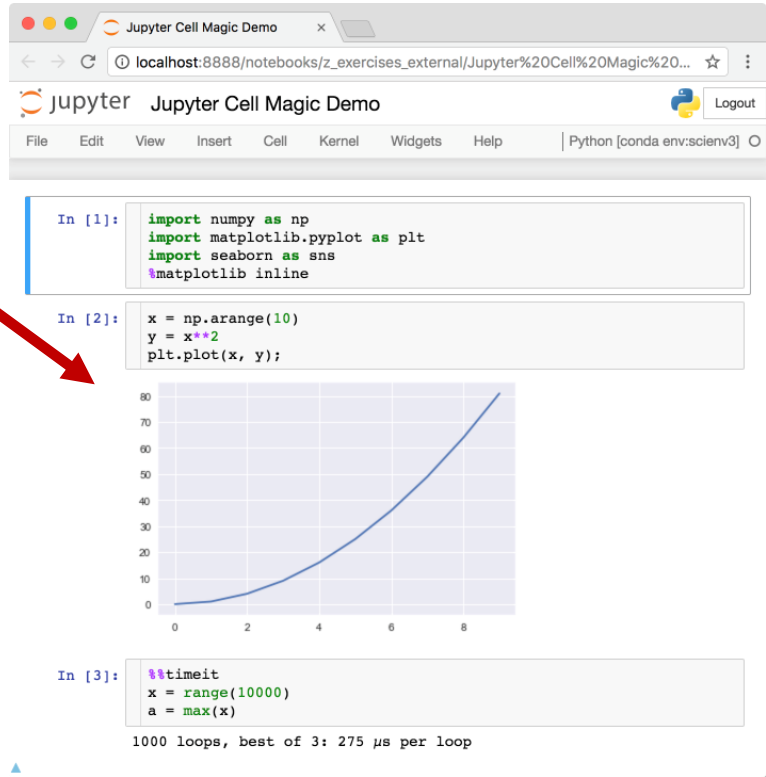 Jupyter Cell Magic Demo ×
localhost:8888/notebooks/z_exercises_external/Jupyter%20Cell%20Magic%20...
jupyter Jupyter Cell Magic Demo Logout
File Edit View Insert Cell Kernel Widgets Help Python [conda env:scienv3]
In [1]: import numpy as np
import matplotlib.pyplot as plt
import seaborn as sns
%matplotlib inline
In [2]: x = np.arange(10)
y = x**2
plt.plot(x, y);
80
70
60
50
40
30
20
10
0
0 2 4 6 8
In [3]: %%timeit
x = range(10000)
a = max(x)
1000 loops, best of 3: 275 µs per loop